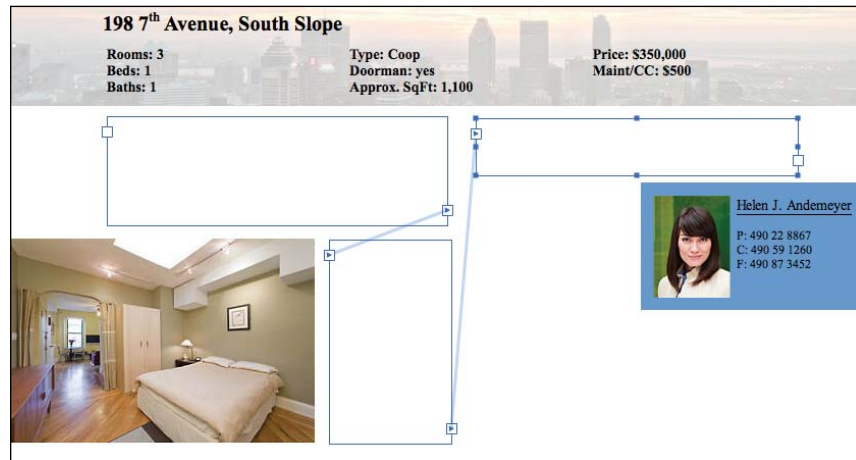 198 7th Avenue, South Slope
Rooms: 3
Beds: 1
Baths: 1
Type: Coop
Doorman: yes
Approx. SqFt: 1,100
Price: $350,000
Maint/CC: $500
Helen J. Andemeyer
P: 490 22 8867
C: 490 59 1260
F: 490 87 3452